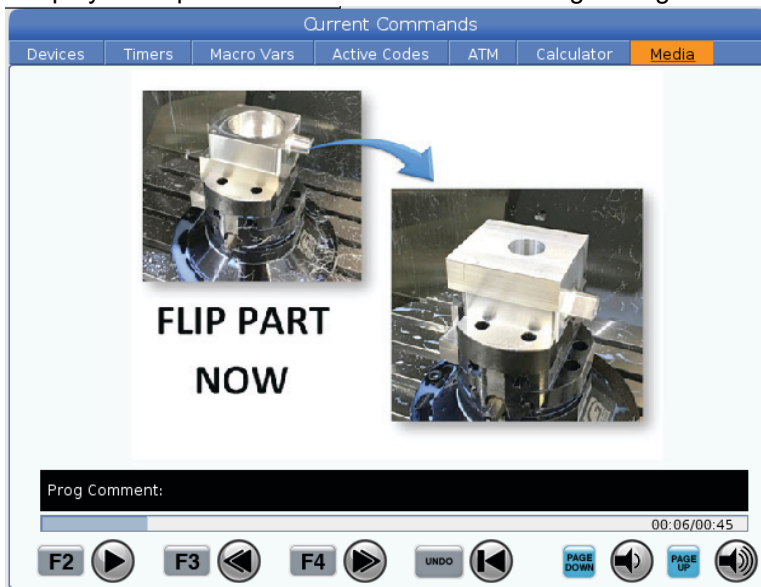 Current Commands
Devices Timers Macro Vars Active Codes ATM Calculator Media
FLIP PART
NOW
Prog Comment:
00:06/00:45
F2 F3 F4 UNDO PAGE DOWN PAGE UP